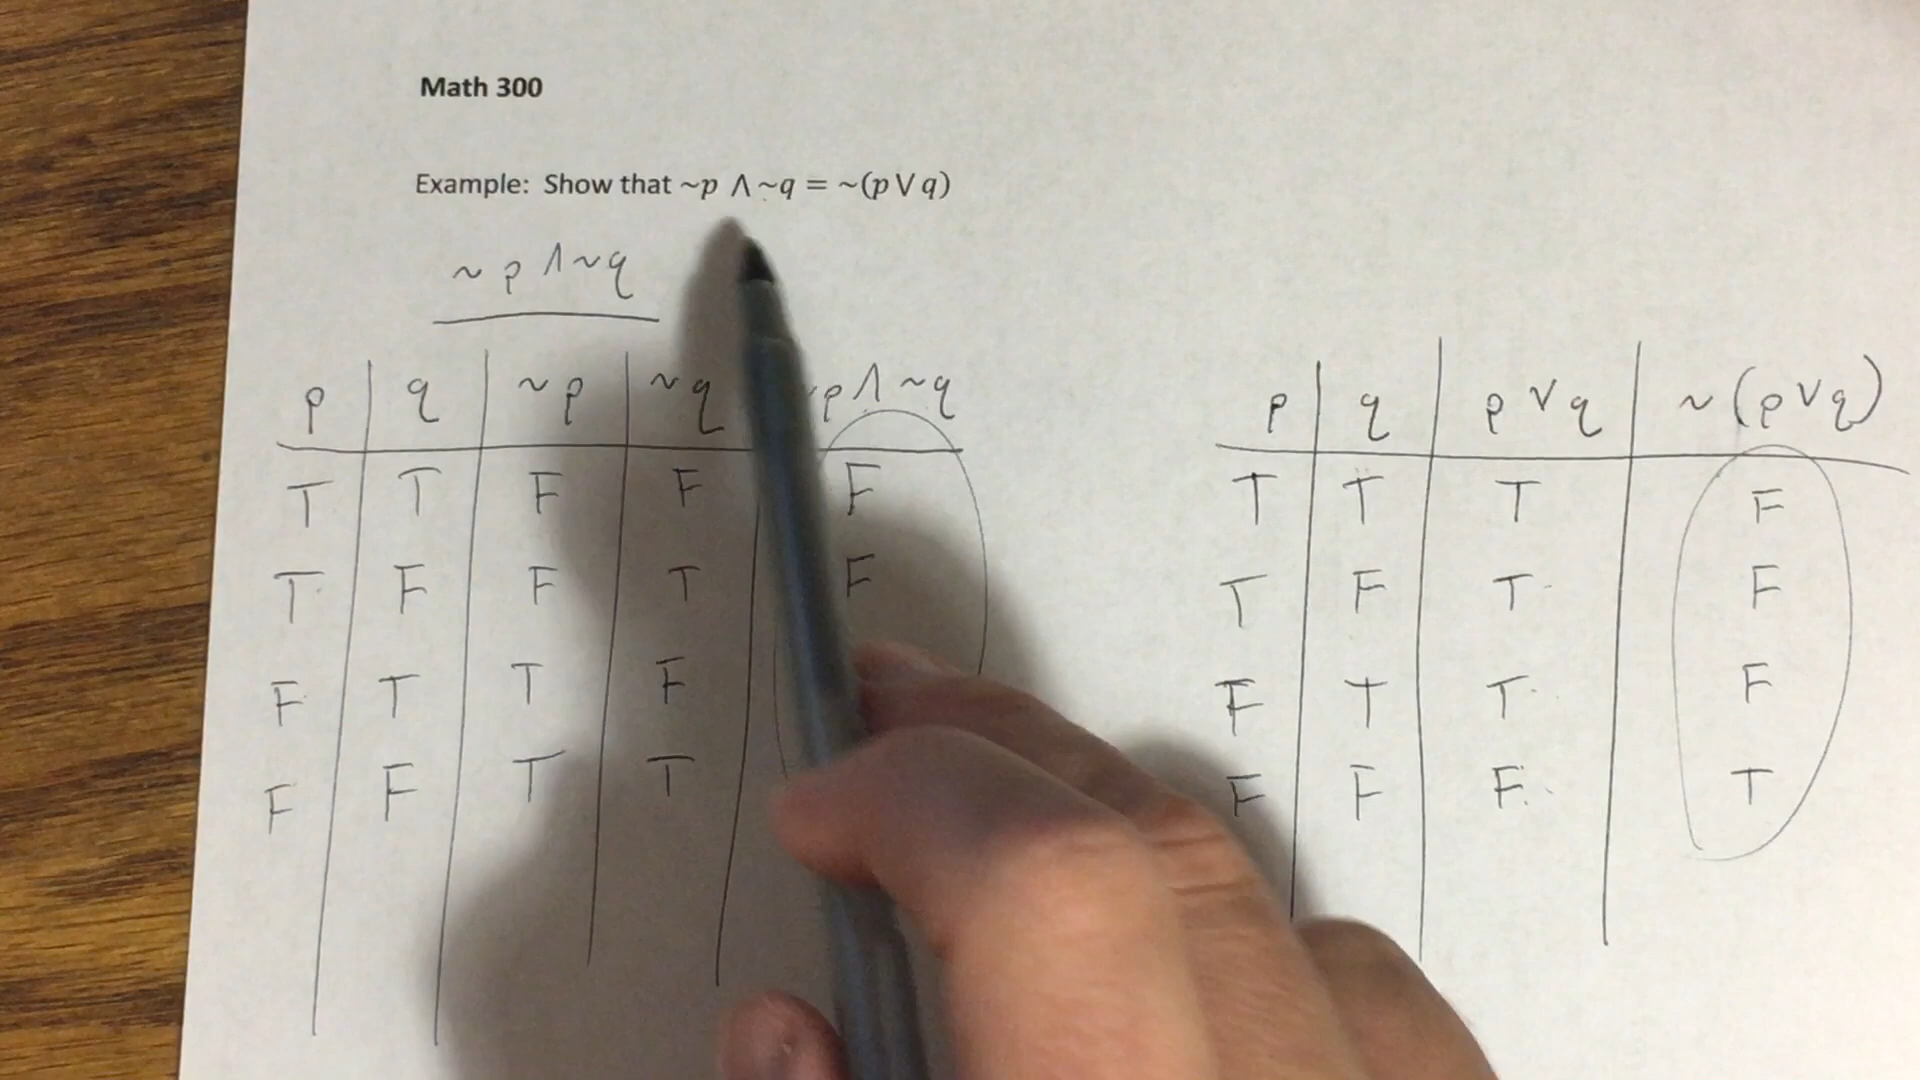 Math 300
Example: Show that ~p ∧ ~q = ~(p ∨ q)
~p ∧ ~q
p q ~p ~q p ∧ ~q p q p ∨ q ~(p ∨ q)
T T F F F T T T F
T F F T F T F T F
F T T F F T T F
F F T T F F F T